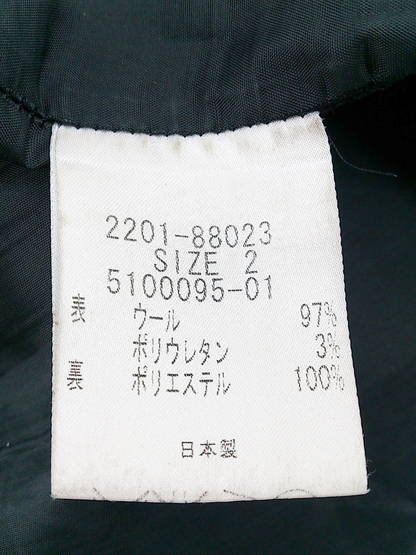 2201-88023
SIZE 2
5100095-01
表 ウール 97%
ポリウレタン 3%
裏 ポリエステル 100%
日本製